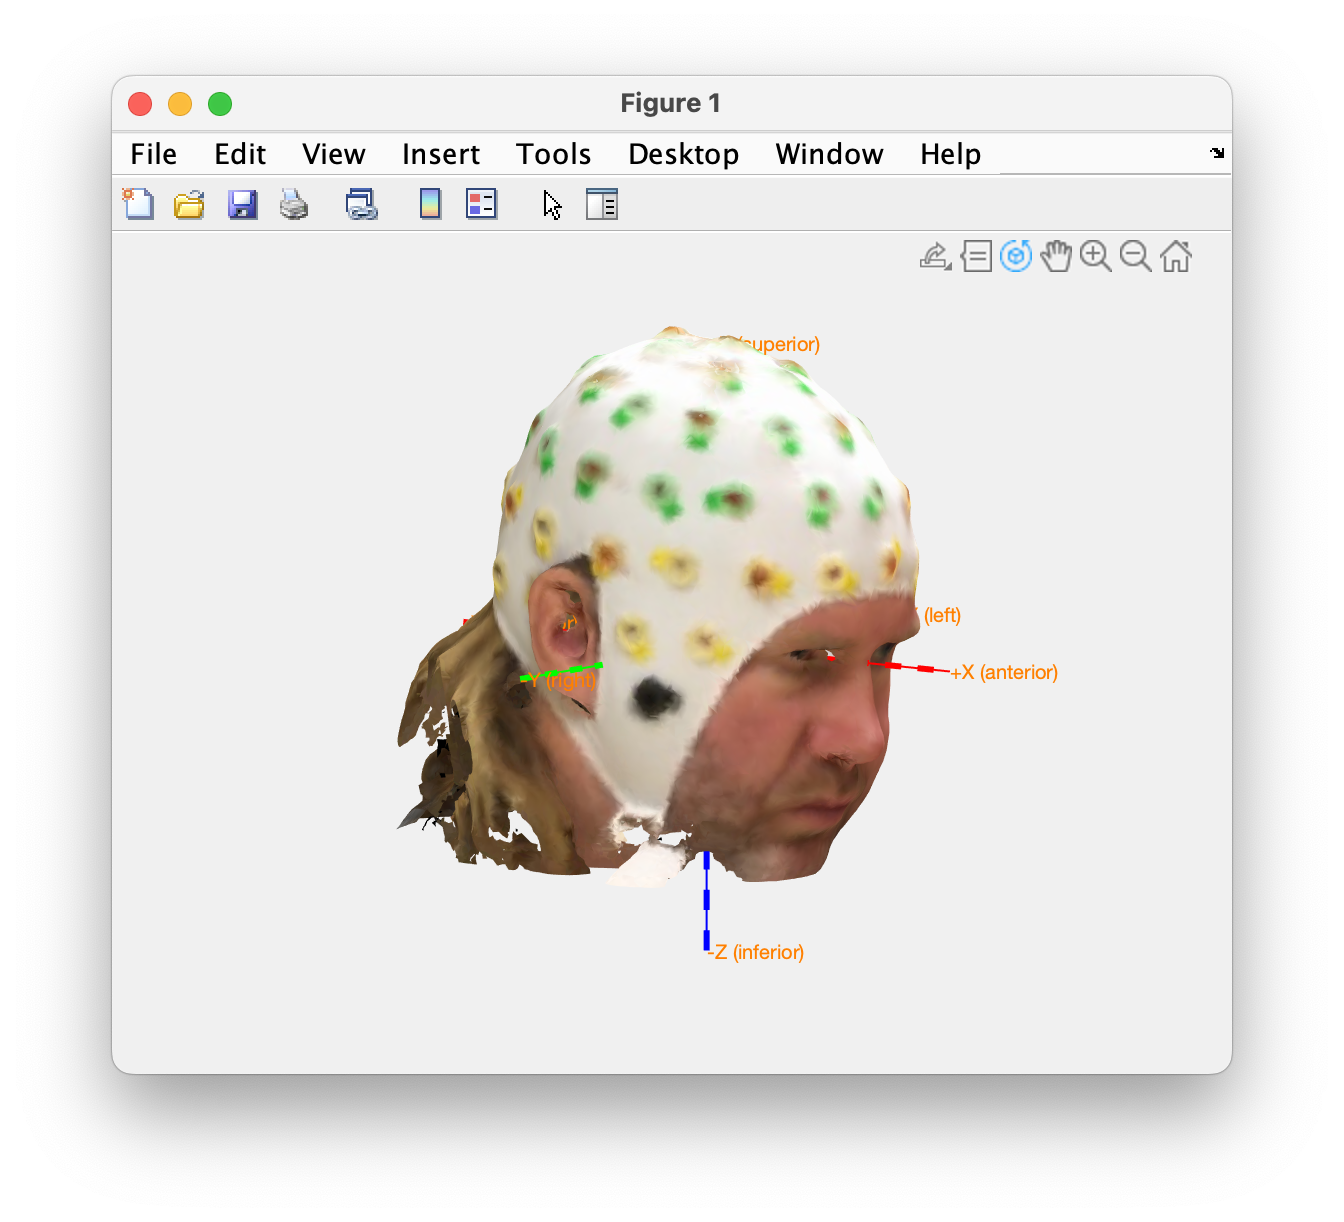 Figure 1
File Edit View Insert Tools Desktop Window Help
(superior)
(left)
+X (anterior)
-Y (right)
-Z (inferior)